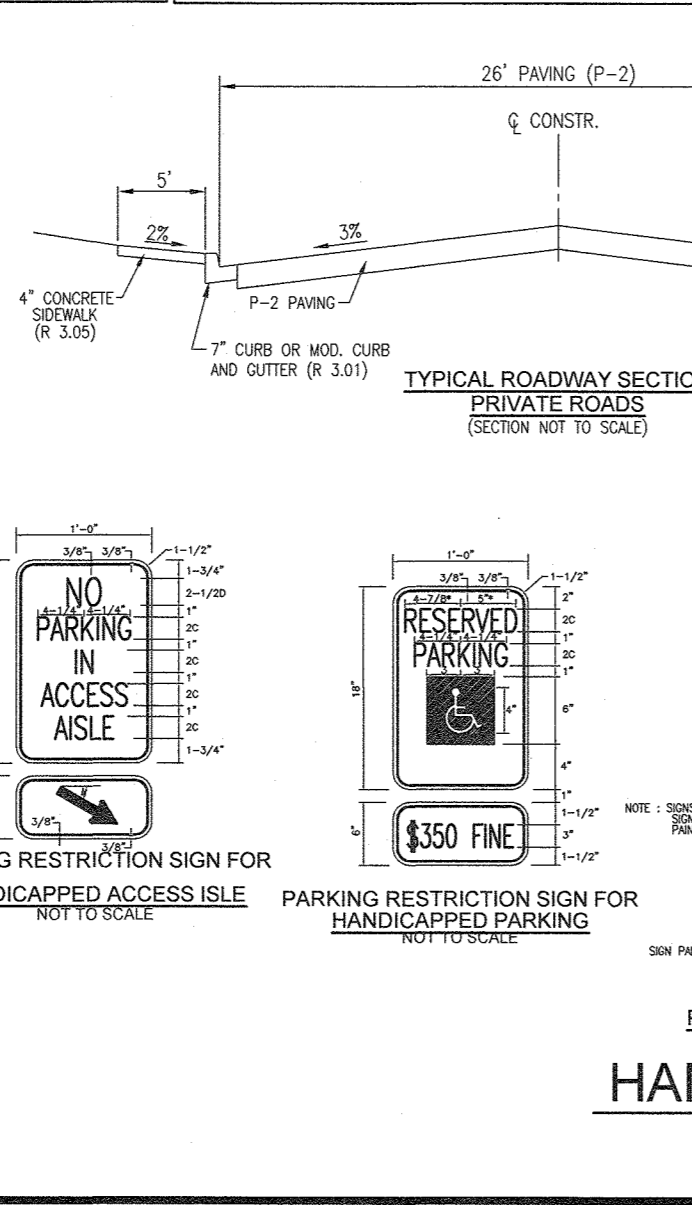 26' PAVING (P-2)
℄ CONSTR.
5'
2%
3%
4" CONCRETE
SIDEWALK
(R 3.05)
P-2 PAVING
7" CURB OR MOD. CURB
AND GUTTER (R 3.01)
TYPICAL ROADWAY SECTIO
PRIVATE ROADS
(SECTION NOT TO SCALE)
1'-0"
3/8" 3/8"
1-1/2"
NO
4-1/4" 4-1/4"
PARKING
IN
ACCESS
AISLE
1-3/4"
2-1/2D
1"
2C
1"
2C
1"
2C
1"
2C
1-3/4"
3/8"
3/8"
G RESTRICTION SIGN FOR
DICAPPED ACCESS ISLE
NOT TO SCALE
1'-0"
3/8" 3/8"
1-1/2"
4-7/8* 5"*
RESERVED
4-1/4" 4-1/4"
PARKING
3 3
4"
18"
2"
2C
1"
2C
1"
6"
4"
1"
6"
$350 FINE
1-1/2"
3"
1-1/2"
PARKING RESTRICTION SIGN FOR
HANDICAPPED PARKING
NOT TO SCALE
NOTE : SIGNS
SIGN
PAIN
SIGN PA
HA